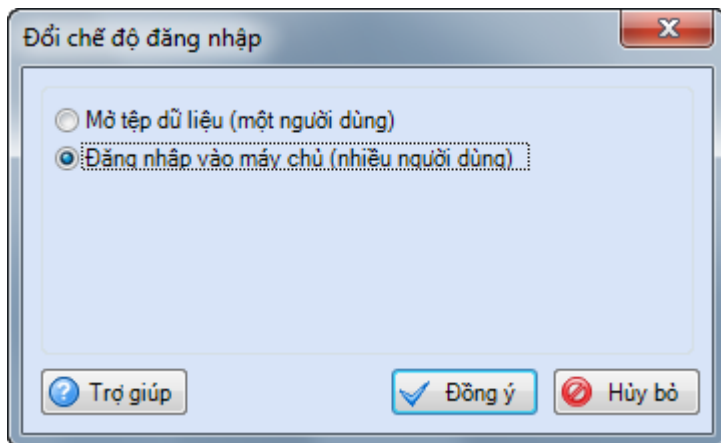 Đổi chế độ đăng nhập
Mở tệp dữ liệu (một người dùng)
Đăng nhập vào máy chủ (nhiều người dùng)
Trợ giúp
Đồng ý
Hủy bỏ